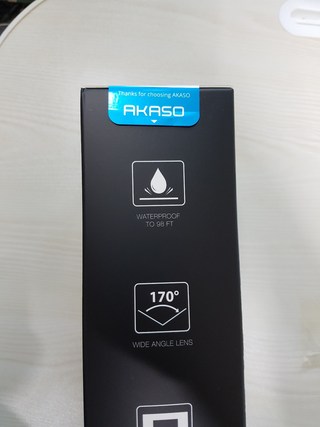 Thanks for choosing AKASO
AKASO
WATERPROOF
TO 98 FT
170°
WIDE ANGLE LENS